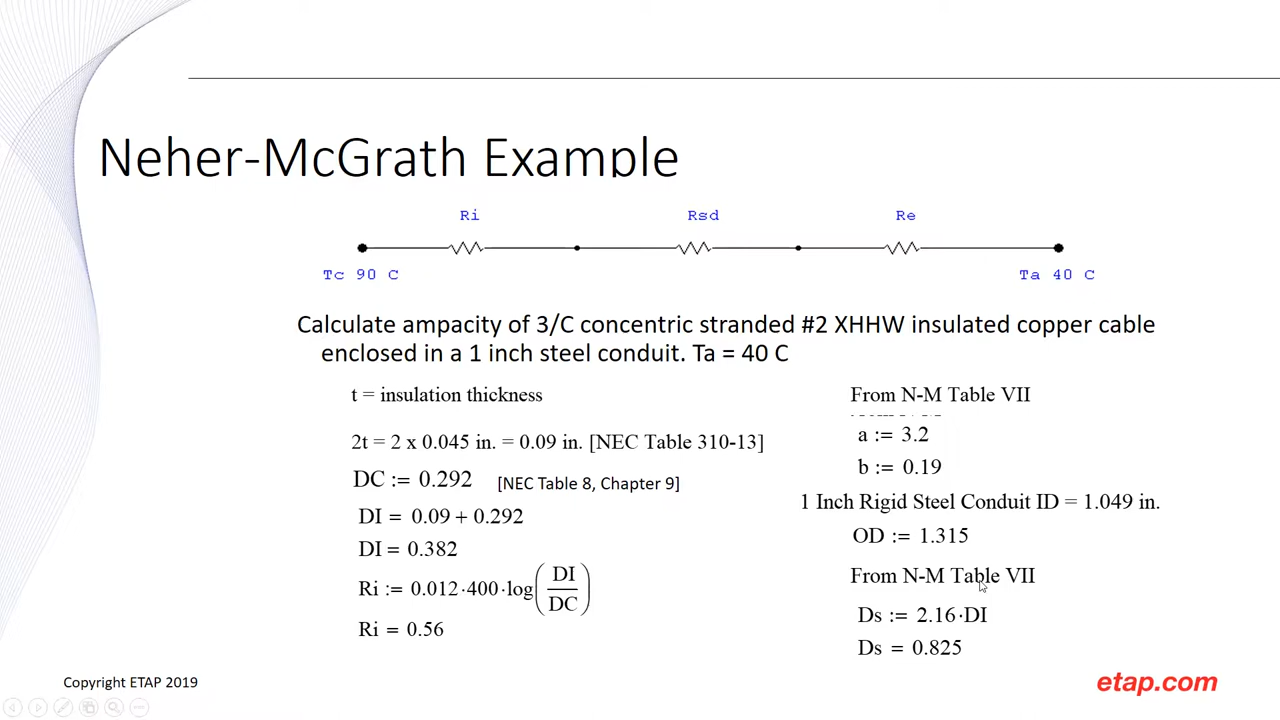 Neher-McGrath Example
Ri
Rsd
Re
Tc 90 C
Ta 40 C
Calculate ampacity of 3/C concentric stranded #2 XHHW insulated copper cable
enclosed in a 1 inch steel conduit. Ta = 40 C
t = insulation thickness
2t = 2 x 0.045 in. = 0.09 in. [NEC Table 310-13]
DC := 0.292 [NEC Table 8, Chapter 9]
DI = 0.09 + 0.292
DI = 0.382
Ri := 0.012·400·log(DI/DC)
Ri = 0.56
From N-M Table VII
a := 3.2
b := 0.19
1 Inch Rigid Steel Conduit ID = 1.049 in.
OD := 1.315
From N-M Table VII
Ds := 2.16·DI
Ds = 0.825
Copyright ETAP 2019
etap.com